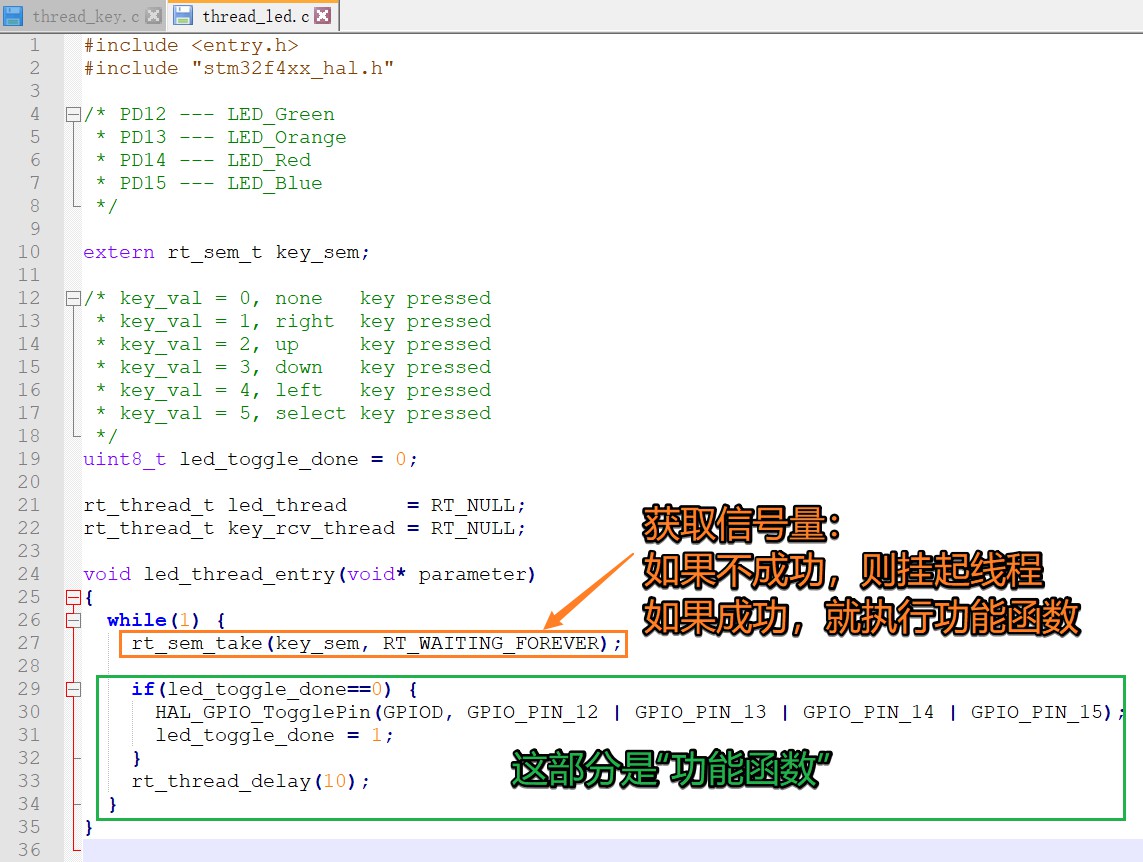 thread_key.c thread_led.c
1 #include <entry.h>
2 #include "stm32f4xx_hal.h"
3
4 /* PD12 --- LED_Green
5 * PD13 --- LED_Orange
6 * PD14 --- LED_Red
7 * PD15 --- LED_Blue
8 */
9
10 extern rt_sem_t key_sem;
11
12 /* key_val = 0, none key pressed
13 * key_val = 1, right key pressed
14 * key_val = 2, up key pressed
15 * key_val = 3, down key pressed
16 * key_val = 4, left key pressed
17 * key_val = 5, select key pressed
18 */
19 uint8_t led_toggle_done = 0;
20
21 rt_thread_t led_thread = RT_NULL;
22 rt_thread_t key_rcv_thread = RT_NULL;
23
24 void led_thread_entry(void* parameter)
25 {
26 while(1) {
27 rt_sem_take(key_sem, RT_WAITING_FOREVER);
28
29 if(led_toggle_done==0) {
30 HAL_GPIO_TogglePin(GPIOD, GPIO_PIN_12 | GPIO_PIN_13 | GPIO_PIN_14 | GPIO_PIN_15);
31 led_toggle_done = 1;
32 }
33 rt_thread_delay(10);
34 }
35 }
36
获取信号量：
如果不成功，则挂起线程
如果成功，就执行功能函数
这部分是“功能函数”